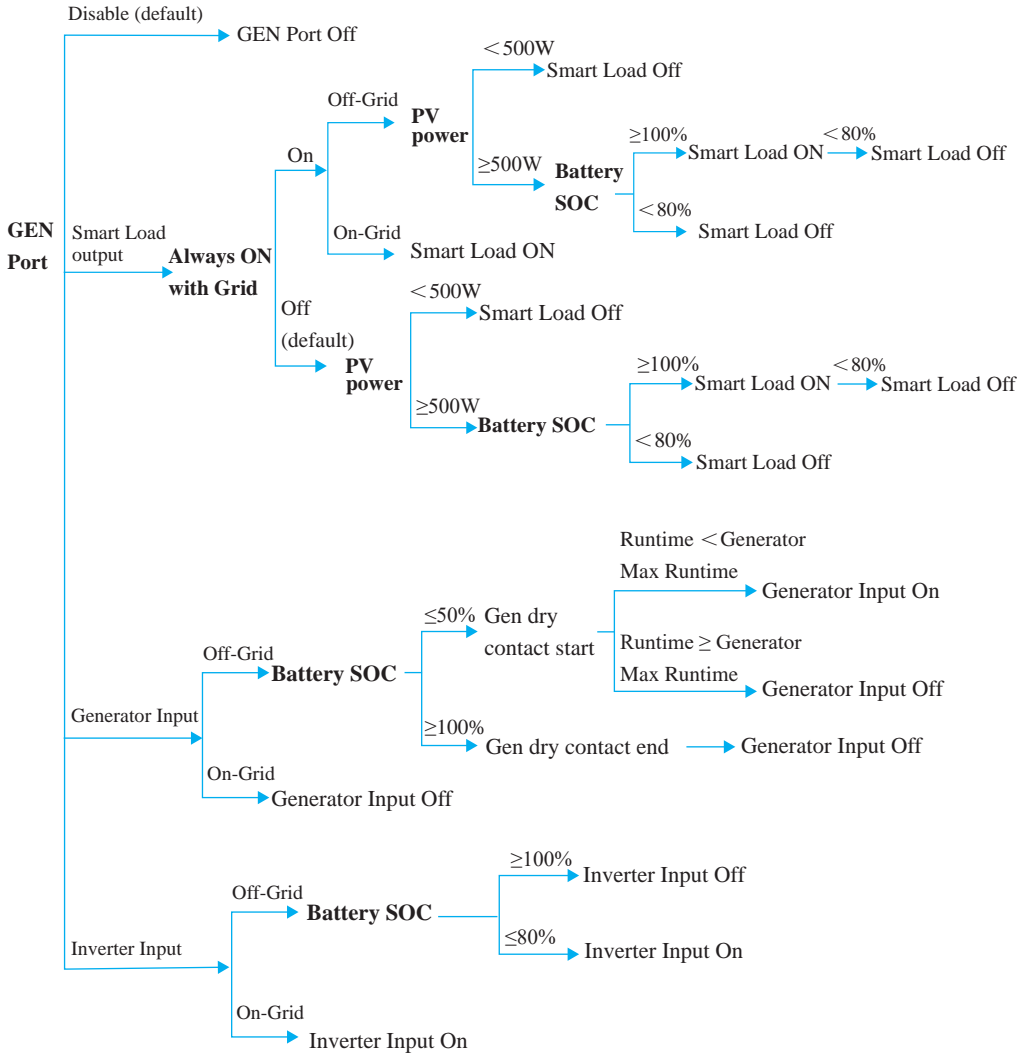 Disable (default)
GEN Port Off
<500W
Smart Load Off
Off-Grid
PV
power
On
≥500W
Battery
SOC
≥100%
Smart Load ON
<80%
Smart Load Off
<80%
Smart Load Off
GEN
Port
Smart Load
output
Always ON
with Grid
On-Grid
Smart Load ON
Off
(default)
PV
power
<500W
Smart Load Off
≥500W
Battery SOC
≥100%
Smart Load ON
<80%
Smart Load Off
<80%
Smart Load Off
Generator Input
Off-Grid
Battery SOC
≤50%
Gen dry
contact start
Runtime <Generator
Max Runtime
Generator Input On
Runtime ≥ Generator
Max Runtime
Generator Input Off
≥100%
Gen dry contact end
Generator Input Off
On-Grid
Generator Input Off
Inverter Input
Off-Grid
Battery SOC
≥100%
Inverter Input Off
≤80%
Inverter Input On
On-Grid
Inverter Input On